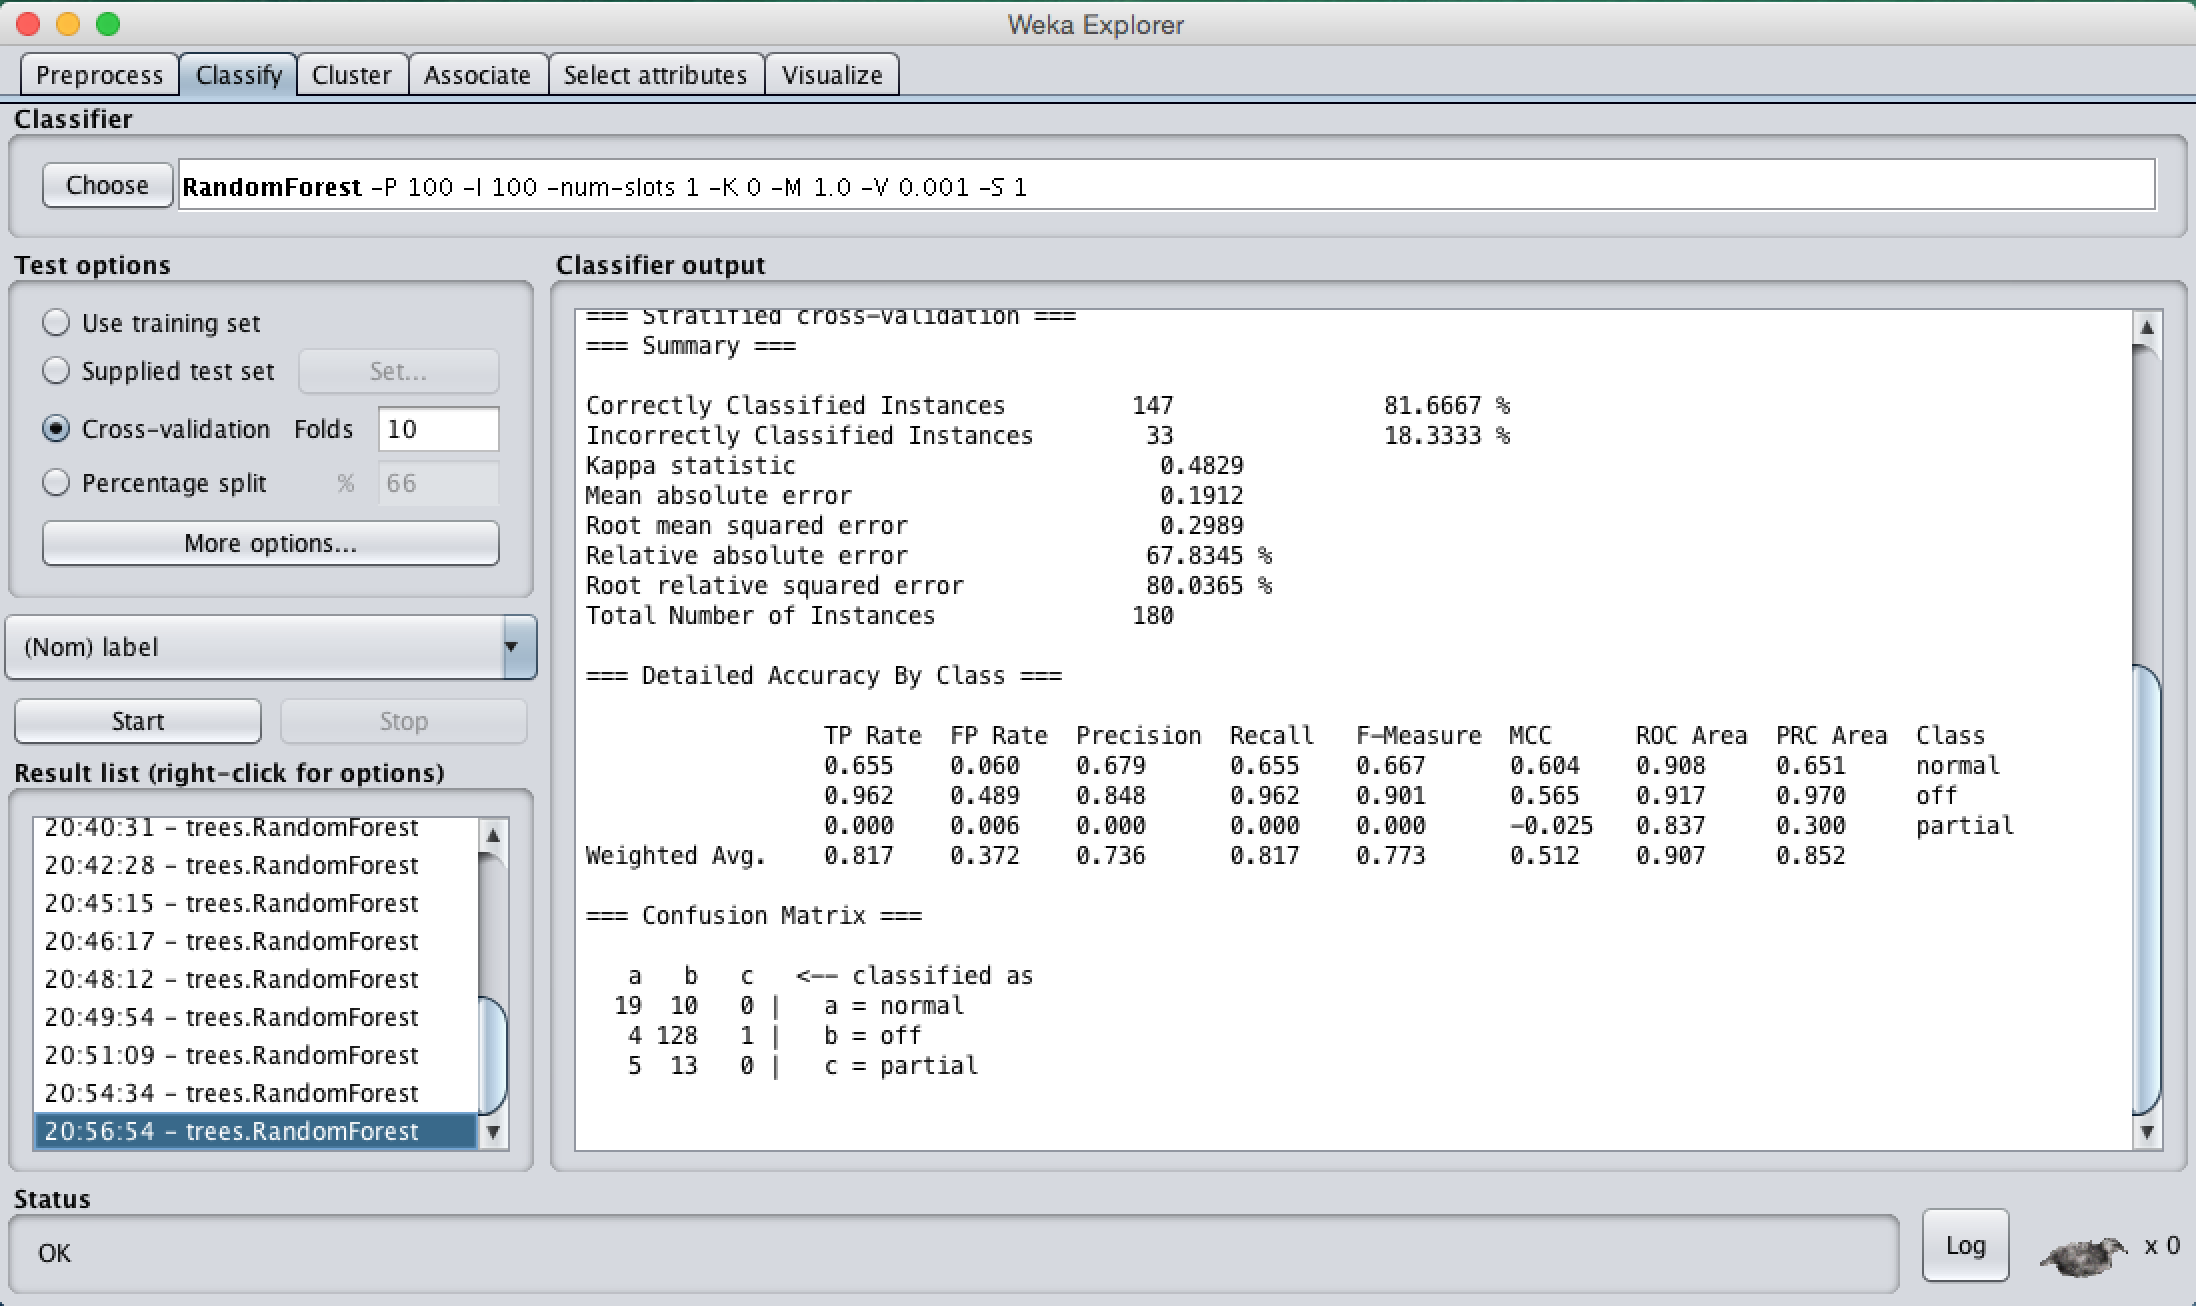 Weka Explorer
Preprocess Classify Cluster Associate Select attributes Visualize
Classifier
Choose RandomForest -P 100 -I 100 -num-slots 1 -K 0 -M 1.0 -V 0.001 -S 1
Test options
Use training set
Supplied test set Set...
Cross-validation Folds 10
Percentage split % 66
More options...
(Nom) label
Start Stop
Result list (right-click for options)
20:40:31 - trees.RandomForest
20:42:28 - trees.RandomForest
20:45:15 - trees.RandomForest
20:46:17 - trees.RandomForest
20:48:12 - trees.RandomForest
20:49:54 - trees.RandomForest
20:51:09 - trees.RandomForest
20:54:34 - trees.RandomForest
20:56:54 - trees.RandomForest
Classifier output
=== Stratified cross-validation ===
=== Summary ===
Correctly Classified Instances 147 81.6667 %
Incorrectly Classified Instances 33 18.3333 %
Kappa statistic 0.4829
Mean absolute error 0.1912
Root mean squared error 0.2989
Relative absolute error 67.8345 %
Root relative squared error 80.0365 %
Total Number of Instances 180
=== Detailed Accuracy By Class ===
TP Rate FP Rate Precision Recall F-Measure MCC ROC Area PRC Area Class
0.655 0.060 0.679 0.655 0.667 0.604 0.908 0.651 normal
0.962 0.489 0.848 0.962 0.901 0.565 0.917 0.970 off
0.000 0.006 0.000 0.000 0.000 -0.025 0.837 0.300 partial
Weighted Avg. 0.817 0.372 0.736 0.817 0.773 0.512 0.907 0.852
=== Confusion Matrix ===
a b c <-- classified as
19 10 0 | a = normal
4 128 1 | b = off
5 13 0 | c = partial
Status
OK
Log x 0